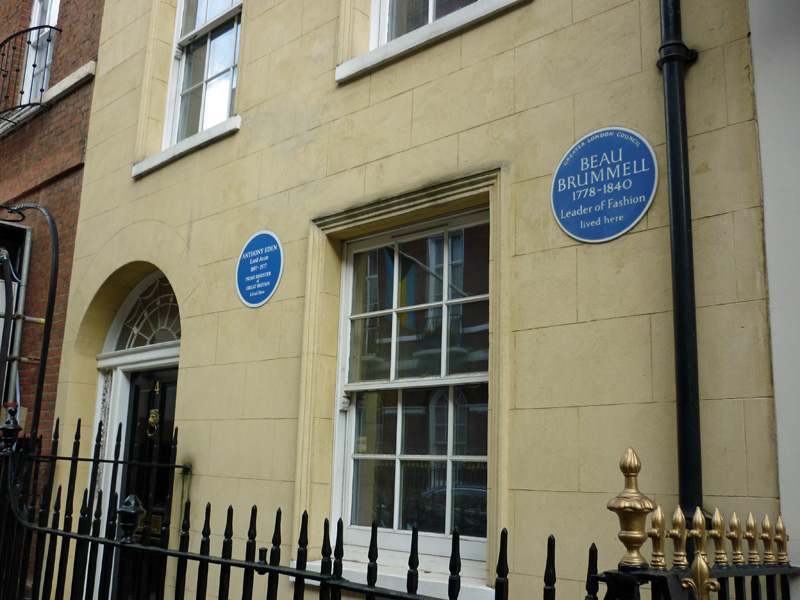 ANTHONY EDEN
Lord Avon
1897-1977
PRIME MINISTER
OF
GREAT BRITAIN
Lived Here
GREATER LONDON COUNCIL
BEAU
BRUMMELL
1778-1840
Leader of Fashion
lived here